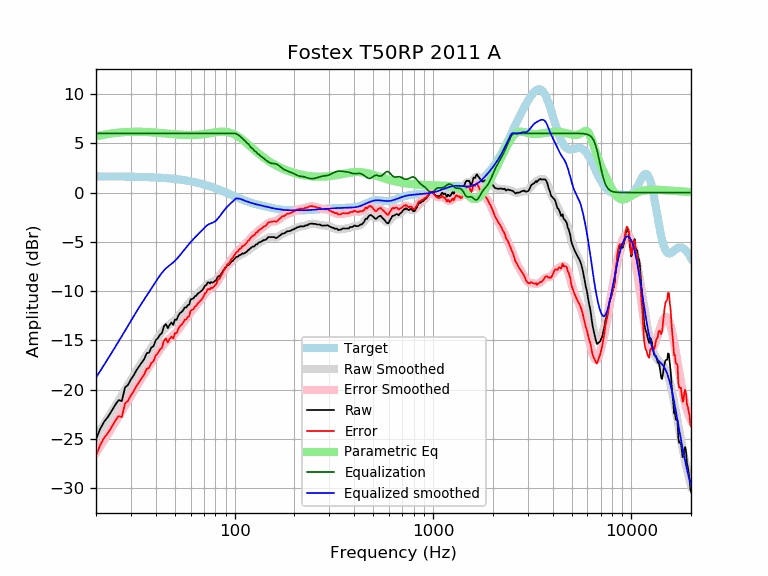 Fostex T50RP 2011 A
Amplitude (dBr)
10
5
0
−5
−10
−15
−20
−25
−30
Target
Raw Smoothed
Error Smoothed
Raw
Error
Parametric Eq
Equalization
Equalized smoothed
100
1000
10000
Frequency (Hz)